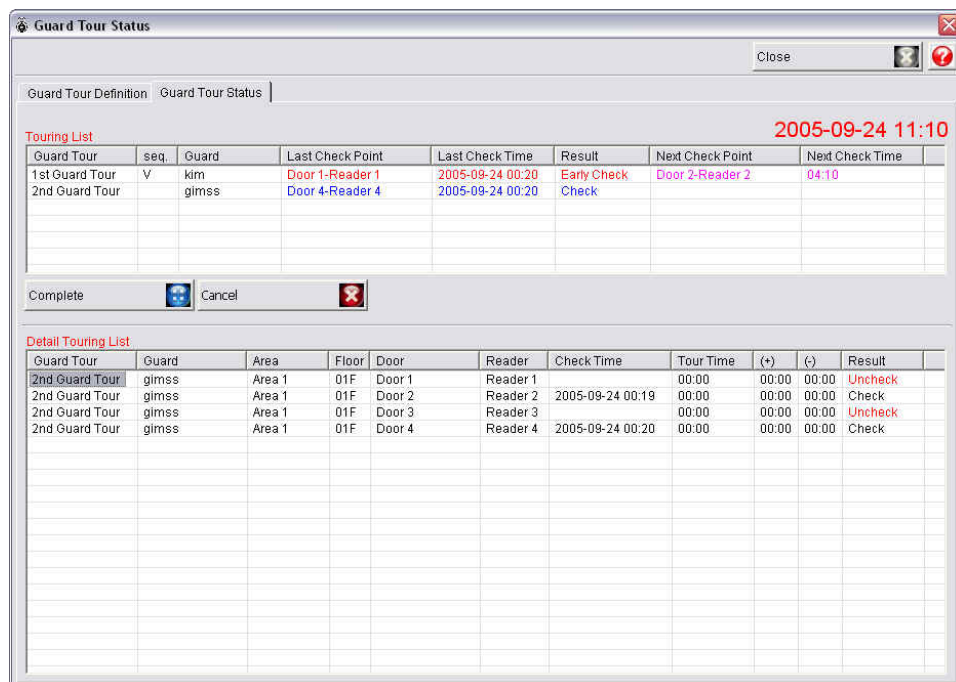 Guard Tour Status
Close
Guard Tour Definition Guard Tour Status
2005-09-24 11:10
Touring List
Guard Tour seq. Guard Last Check Point Last Check Time Result Next Check Point Next Check Time
1st Guard Tour V kim Door 1-Reader 1 2005-09-24 00:20 Early Check Door 2-Reader 2 04:10
2nd Guard Tour gimss Door 4-Reader 4 2005-09-24 00:20 Check
Complete Cancel
Detail Touring List
Guard Tour Guard Area Floor Door Reader Check Time Tour Time (+) (-) Result
2nd Guard Tour gimss Area 1 01F Door 1 Reader 1 00:00 00:00 00:00 Uncheck
2nd Guard Tour gimss Area 1 01F Door 2 Reader 2 2005-09-24 00:19 00:00 00:00 00:00 Check
2nd Guard Tour gimss Area 1 01F Door 3 Reader 3 00:00 00:00 00:00 Uncheck
2nd Guard Tour gimss Area 1 01F Door 4 Reader 4 2005-09-24 00:20 00:00 00:00 00:00 Check